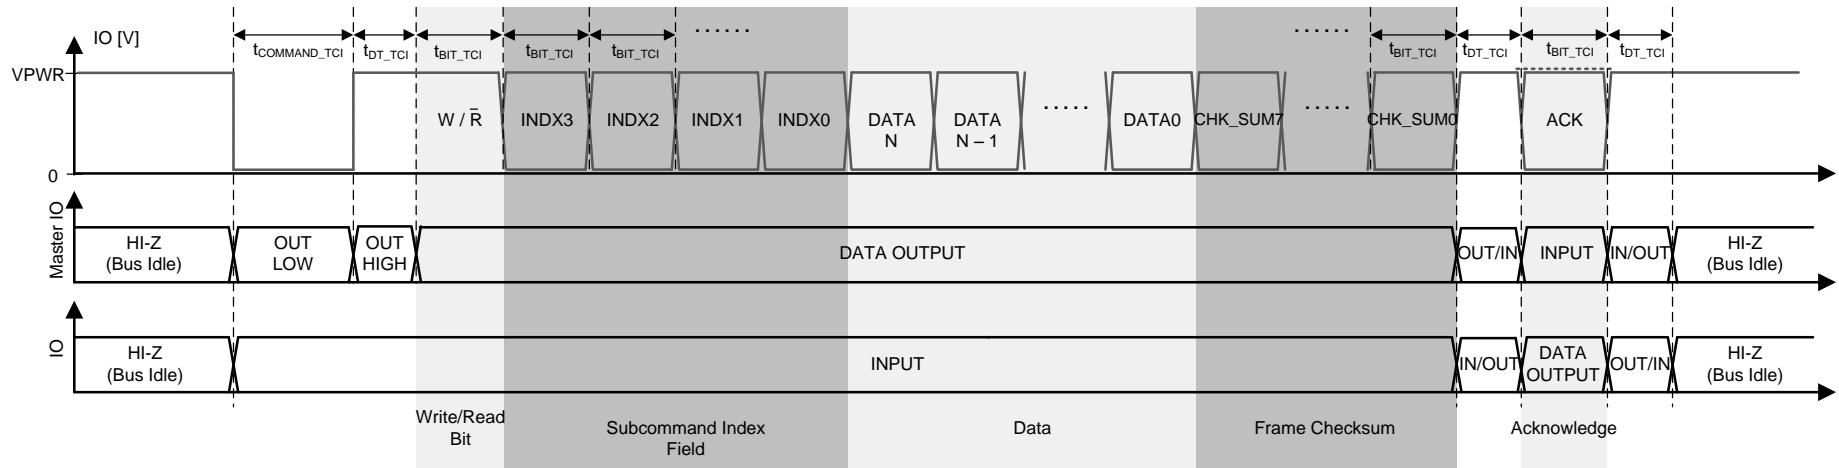 IO [V]
tCOMMAND_TCI
tDT_TCI
tBIT_TCI
tBIT_TCI
tBIT_TCI
......
......
tBIT_TCI
tDT_TCI
tBIT_TCI
tDT_TCI
VPWR
W / R̅
INDX3
INDX2
INDX1
INDX0
DATA
N
DATA
N – 1
.....
DATA0
CHK_SUM7
.....
CHK_SUM0
ACK
0
Master IO
HI-Z
(Bus Idle)
OUT
LOW
OUT
HIGH
DATA OUTPUT
OUT/IN
INPUT
IN/OUT
HI-Z
(Bus Idle)
IO
HI-Z
(Bus Idle)
INPUT
IN/OUT
DATA
OUTPUT
OUT/IN
HI-Z
(Bus Idle)
Write/Read
Bit
Subcommand Index
Field
Data
Frame Checksum
Acknowledge